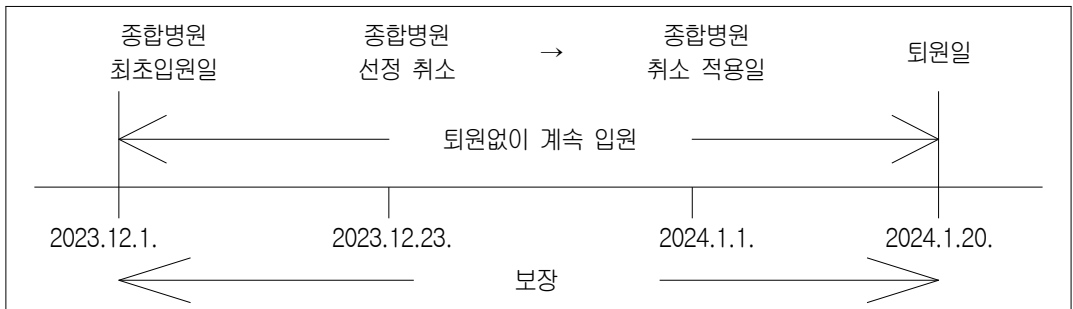 종합병원 종합병원 → 종합병원 퇴원일
최초입원일 선정 취소 취소 적용일
퇴원없이 계속 입원
2023.12.1. 2023.12.23. 2024.1.1. 2024.1.20.
보장